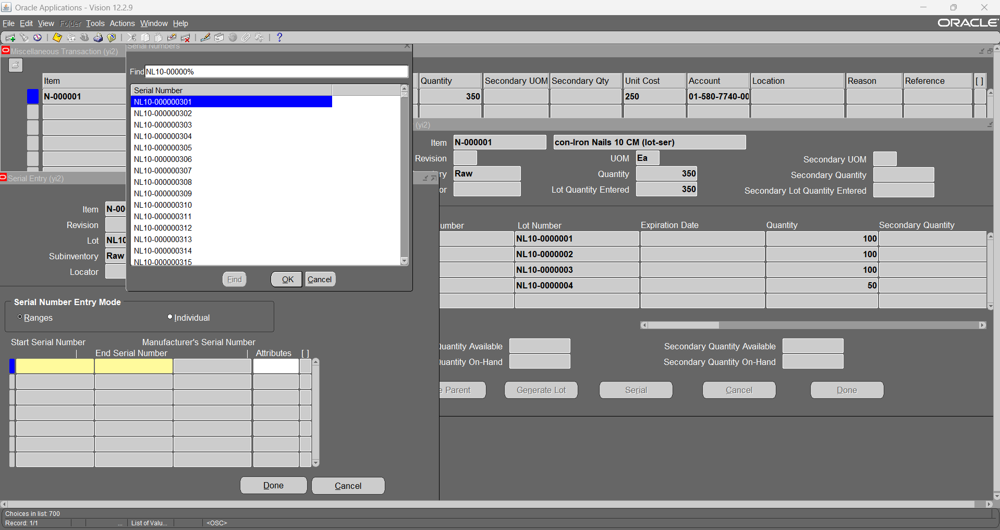 Oracle Applications - Vision 12.2.9
File Edit View Folder Tools Actions Window Help
ORACLE
Miscellaneous Transaction (yi2)
Serial Numbers
Find NL10-00000%
Serial Number
NL10-000000301
NL10-000000302
NL10-000000303
NL10-000000304
NL10-000000305
NL10-000000306
NL10-000000307
NL10-000000308
NL10-000000309
NL10-000000310
NL10-000000311
NL10-000000312
NL10-000000313
NL10-000000314
NL10-000000315
Find OK Cancel
Item Quantity Secondary UOM Secondary Qty Unit Cost Account Location Reason Reference [ ]
N-000001 350 250 01-580-7740-00
(yi2)
Item N-000001 con-Iron Nails 10 CM (lot-ser)
Revision UOM Ea Secondary UOM
ry Raw Quantity 350 Secondary Quantity
or Lot Quantity Entered 350 Secondary Lot Quantity Entered
umber Lot Number Expiration Date Quantity Secondary Quantity
NL10-0000001 100
NL10-0000002 100
NL10-0000003 100
NL10-0000004 50
Quantity Available Secondary Quantity Available
Quantity On-Hand Secondary Quantity On-Hand
e Parent Generate Lot Serial Cancel Done
Serial Entry (yi2)
Item N-00
Revision
Lot NL10
Subinventory Raw
Locator
Serial Number Entry Mode
Ranges Individual
Start Serial Number Manufacturer's Serial Number
End Serial Number Attributes [ ]
Done Cancel
Choices in list: 700
Record: 1/1 ... List of Valu... <OSC>